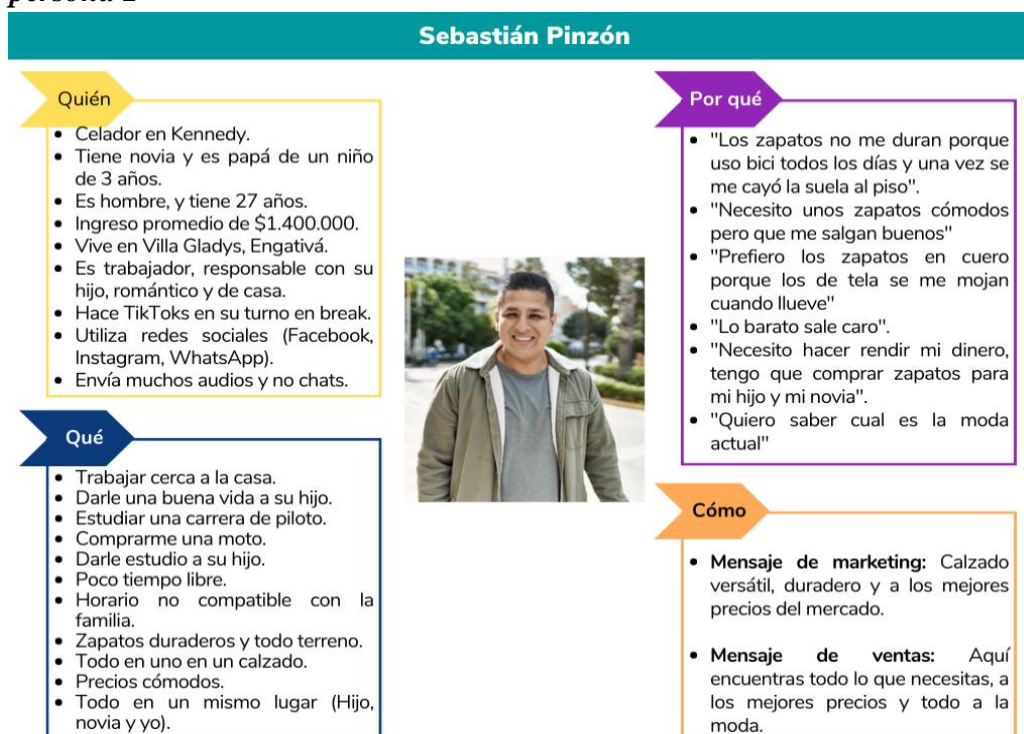 Sebastián Pinzón
Quién
• Celador en Kennedy.
• Tiene novia y es papá de un niño
de 3 años.
• Es hombre, y tiene 27 años.
• Ingreso promedio de $1.400.000.
• Vive en Villa Gladys, Engativá.
• Es trabajador, responsable con su
hijo, romántico y de casa.
• Hace TikToks en su turno en break.
• Utiliza redes sociales (Facebook,
Instagram, WhatsApp).
• Envía muchos audios y no chats.
Qué
• Trabajar cerca a la casa.
• Darle una buena vida a su hijo.
• Estudiar una carrera de piloto.
• Comprarme una moto.
• Darle estudio a su hijo.
• Poco tiempo libre.
• Horario no compatible con la
familia.
• Zapatos duraderos y todo terreno.
• Todo en uno en un calzado.
• Precios cómodos.
• Todo en un mismo lugar (Hijo,
novia y yo).
Por qué
• "Los zapatos no me duran porque
uso bici todos los días y una vez se
me cayó la suela al piso".
• "Necesito unos zapatos cómodos
pero que me salgan buenos"
• "Prefiero los zapatos en cuero
porque los de tela se me mojan
cuando llueve"
• "Lo barato sale caro".
• "Necesito hacer rendir mi dinero,
tengo que comprar zapatos para
mi hijo y mi novia".
• "Quiero saber cual es la moda
actual"
Cómo
• Mensaje de marketing: Calzado
versátil, duradero y a los mejores
precios del mercado.
• Mensaje de ventas: Aquí
encuentras todo lo que necesitas, a
los mejores precios y todo a la
moda.